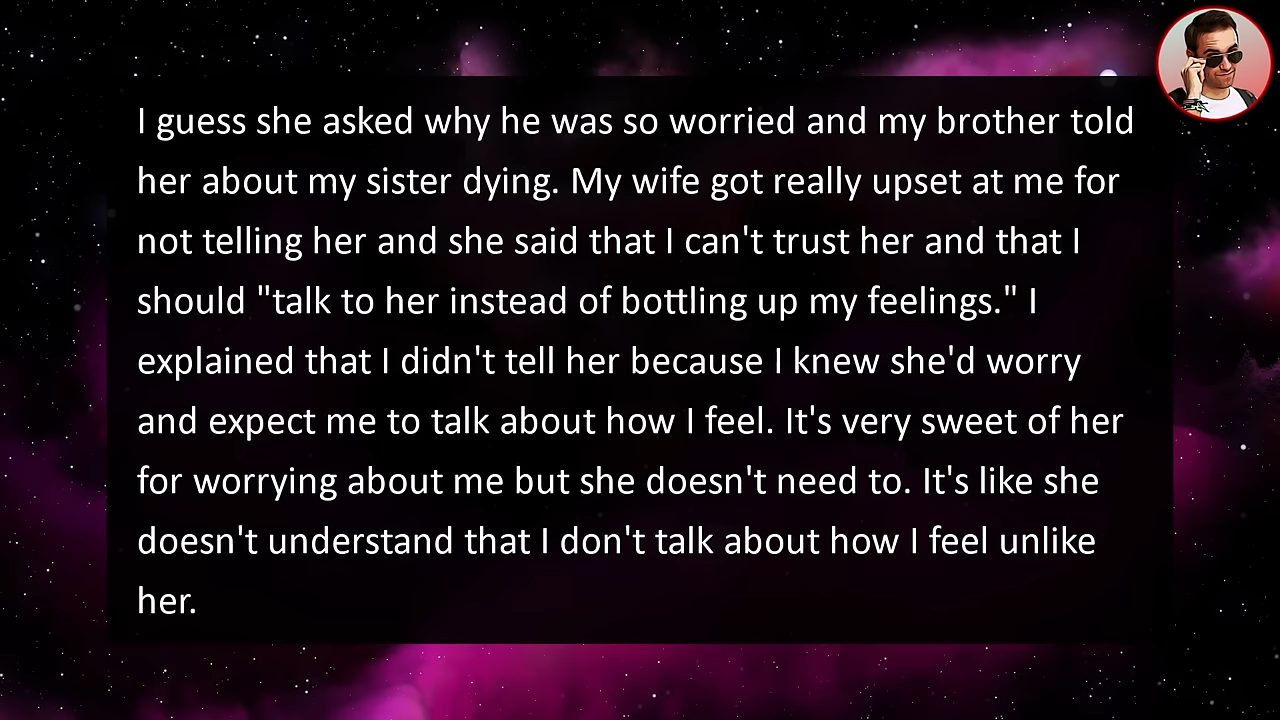 I guess she asked why he was so worried and my brother told
her about my sister dying. My wife got really upset at me for
not telling her and she said that I can't trust her and that I
should "talk to her instead of bottling up my feelings." I
explained that I didn't tell her because I knew she'd worry
and expect me to talk about how I feel. It's very sweet of her
for worrying about me but she doesn't need to. It's like she
doesn't understand that I don't talk about how I feel unlike
her.